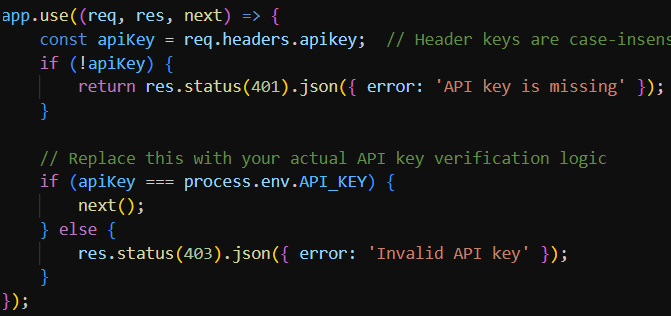 app.use((req, res, next) => {
    const apiKey = req.headers.apikey;  // Header keys are case-insens
    if (!apiKey) {
        return res.status(401).json({ error: 'API key is missing' });
    }

    // Replace this with your actual API key verification logic
    if (apiKey === process.env.API_KEY) {
        next();
    } else {
        res.status(403).json({ error: 'Invalid API key' });
    }
});